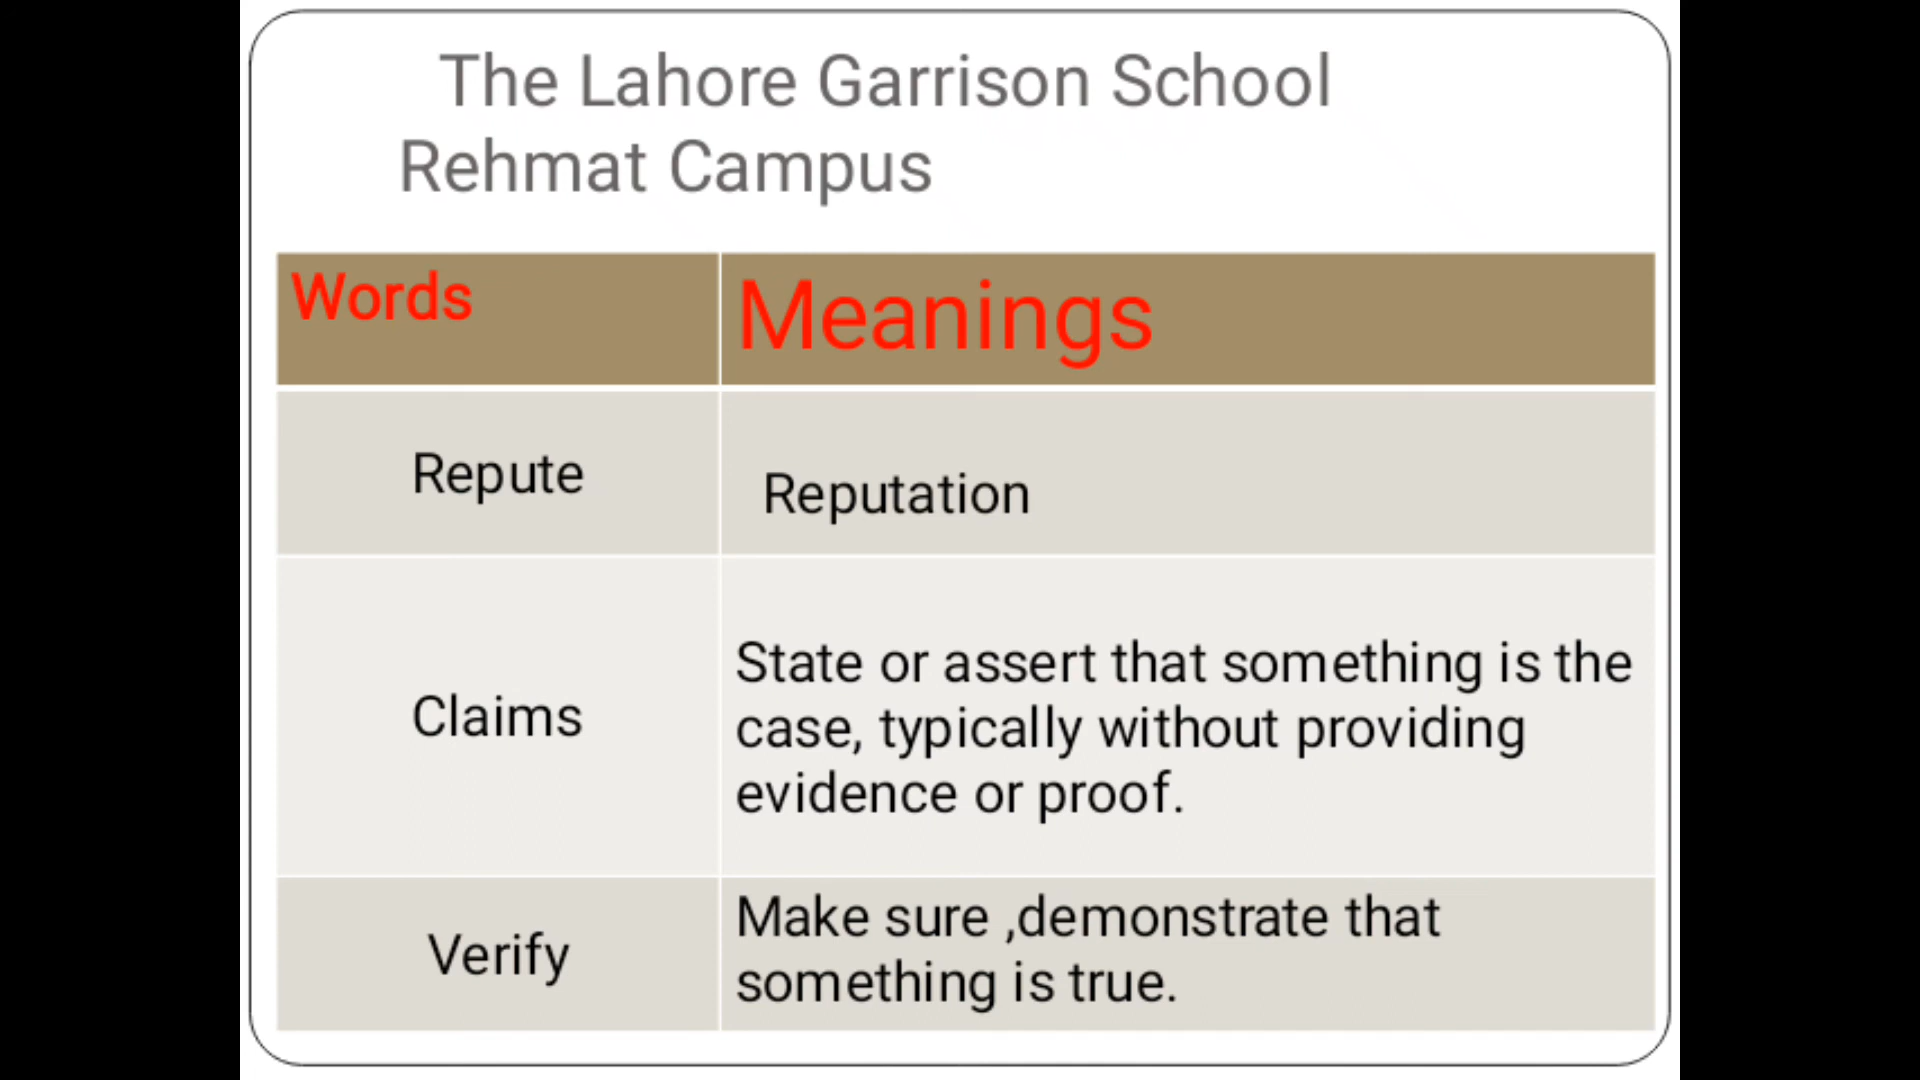 The Lahore Garrison School
Rehmat Campus
Words
Meanings
Repute
Reputation
Claims
State or assert that something is the
case, typically without providing
evidence or proof.
Verify
Make sure ,demonstrate that
something is true.